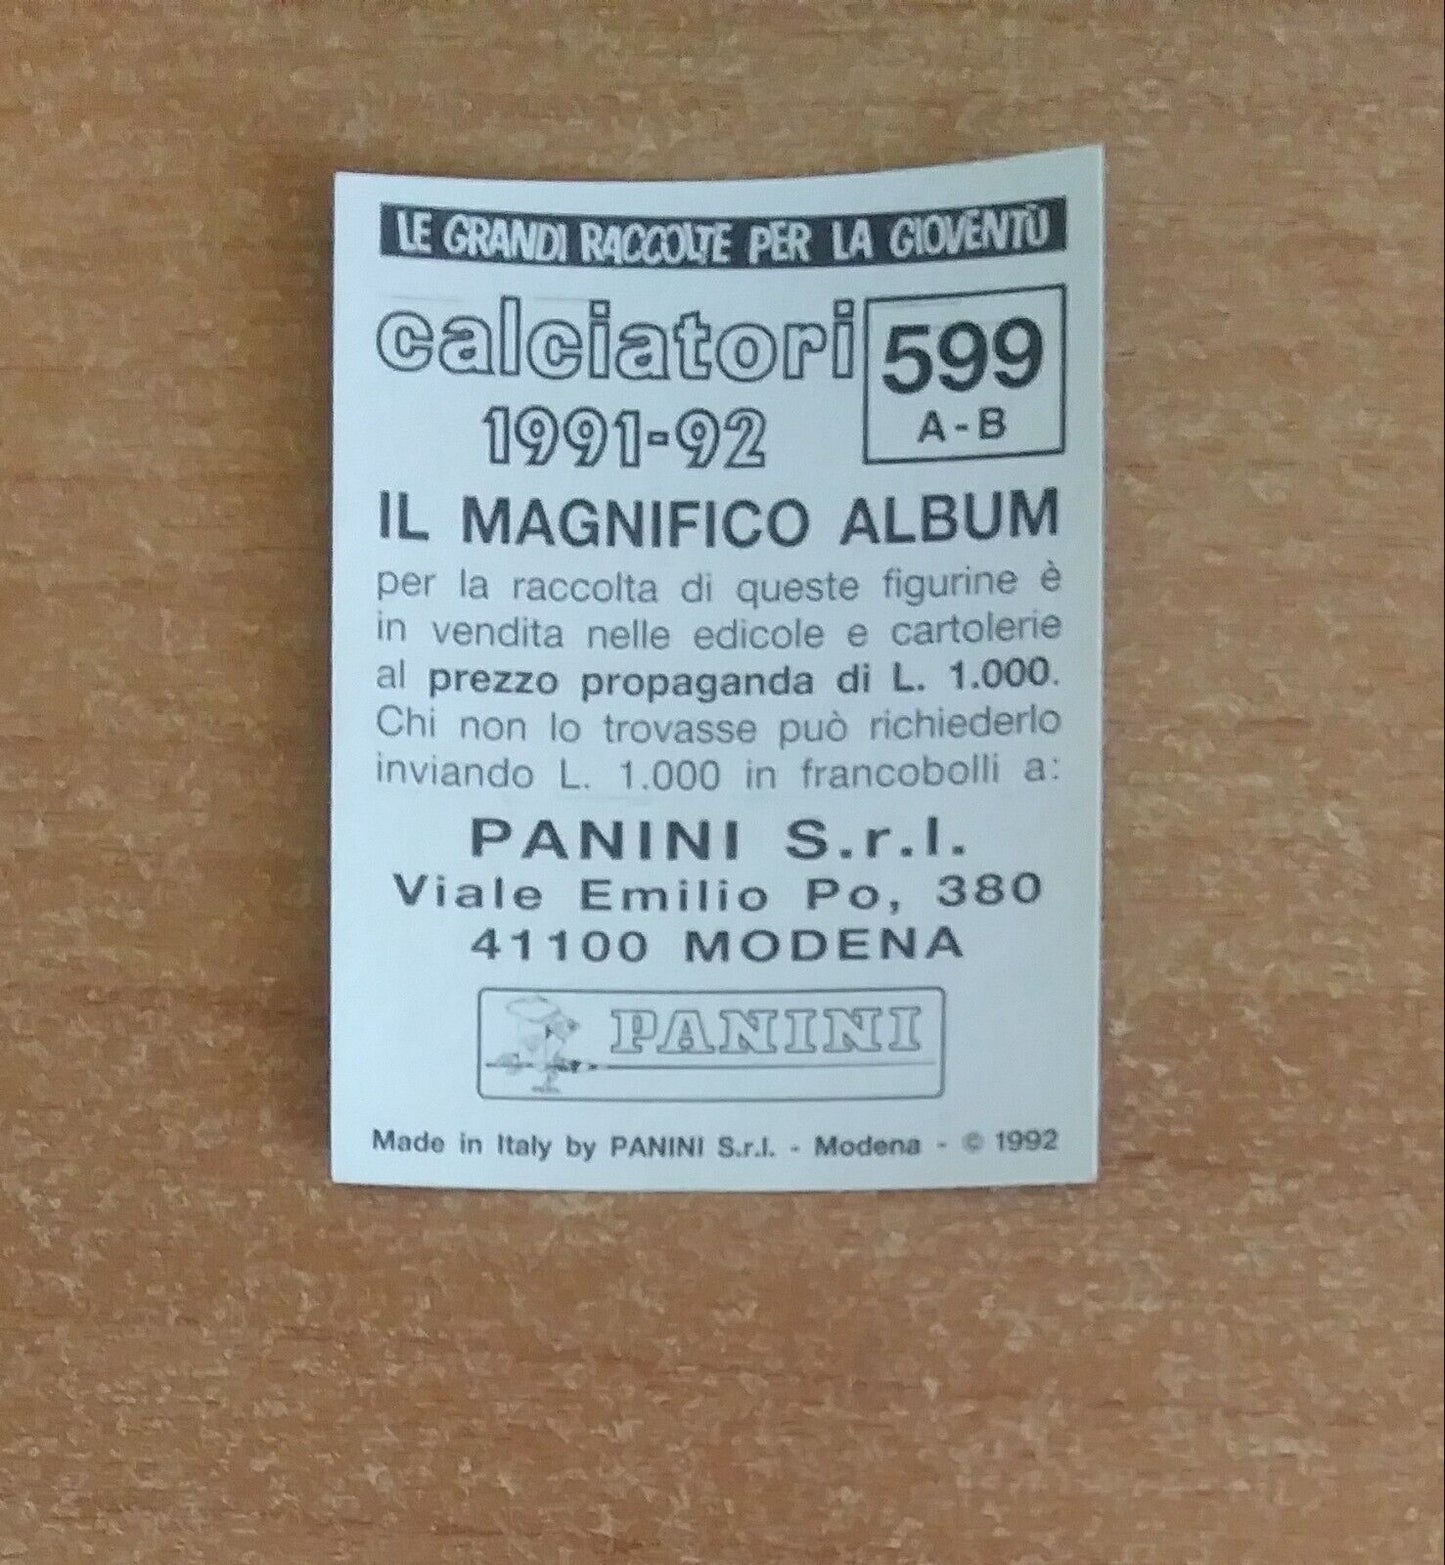 LE GRANDI RACCOLTE PER LA GIOVENTÙ
calciatori
1991-92
599
A-B
IL MAGNIFICO ALBUM
per la raccolta di queste figurine è
in vendita nelle edicole e cartolerie
al prezzo propaganda di L. 1.000.
Chi non lo trovasse può richiederlo
inviando L. 1.000 in francobolli a:
PANINI S.r.l.
Viale Emilio Po, 380
41100 MODENA
PANINI
Made in Italy by PANINI S.r.l. - Modena - © 1992